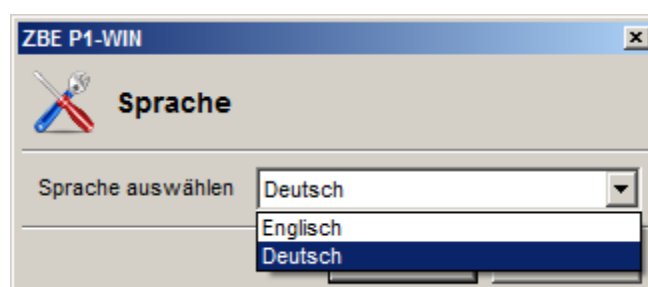 ZBE P1-WIN
Sprache
Sprache auswählen Deutsch
Englisch
Deutsch